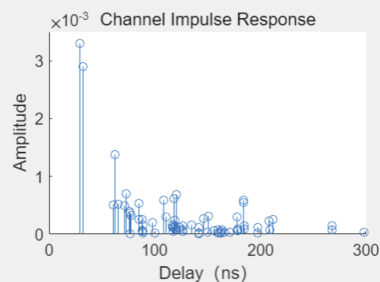 ×10⁻³ Channel Impulse Response
3
2
1
0
0 100 200 300
Amplitude
Delay (ns)